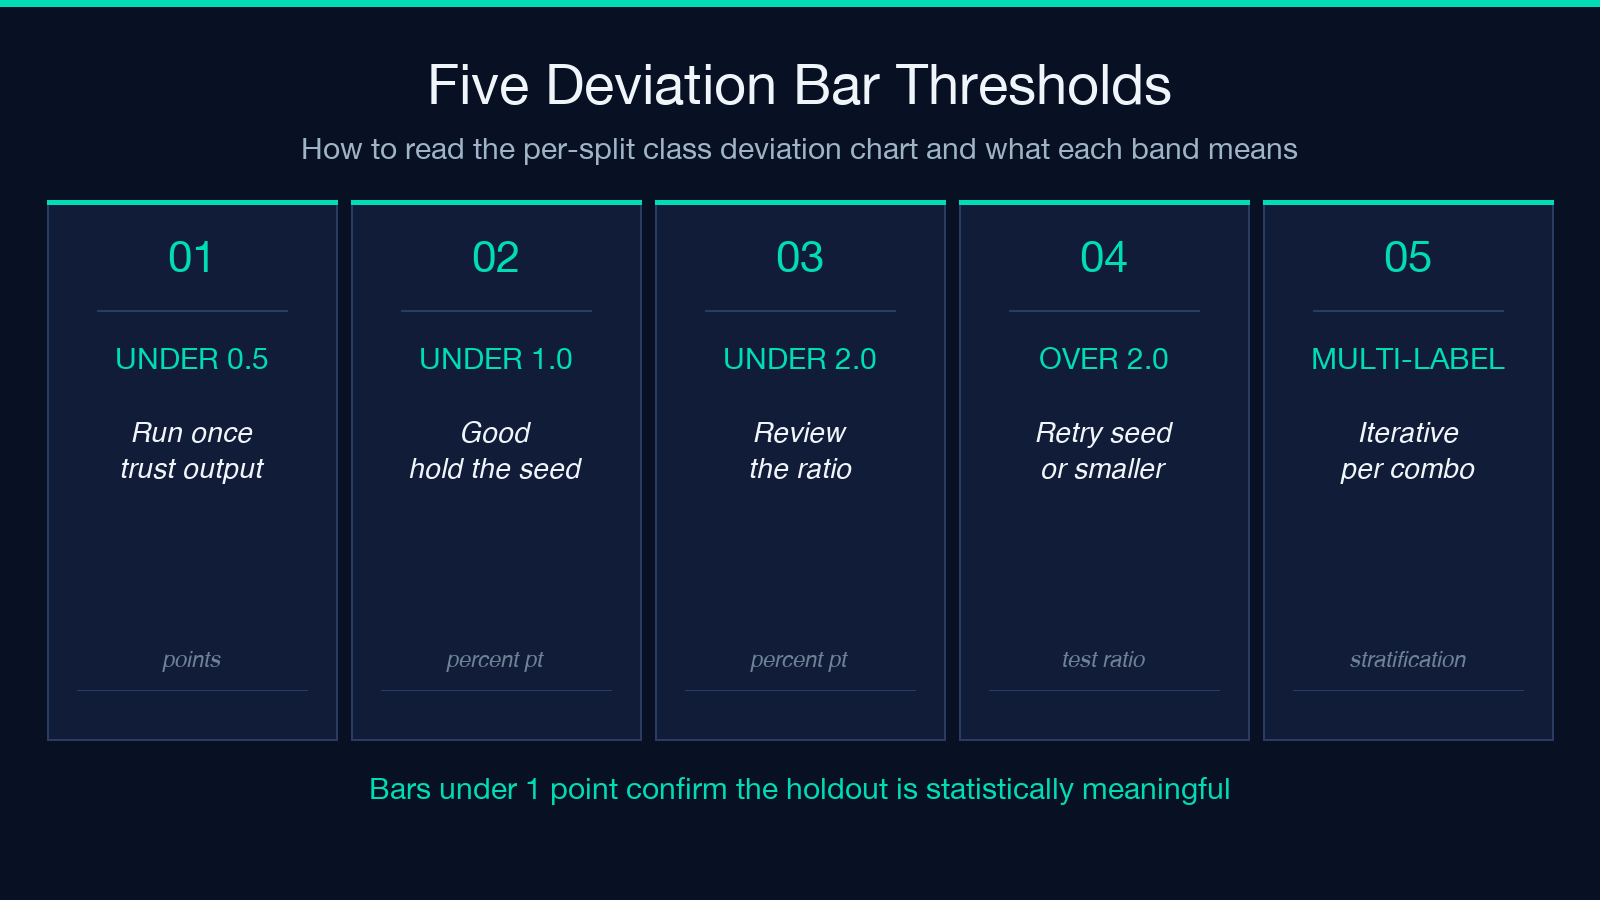 Five Deviation Bar Thresholds
How to read the per-split class deviation chart and what each band means
01
UNDER 0.5
Run once
trust output
points
02
UNDER 1.0
Good
hold the seed
percent pt
03
UNDER 2.0
Review
the ratio
percent pt
04
OVER 2.0
Retry seed
or smaller
test ratio
05
MULTI-LABEL
Iterative
per combo
stratification
Bars under 1 point confirm the holdout is statistically meaningful